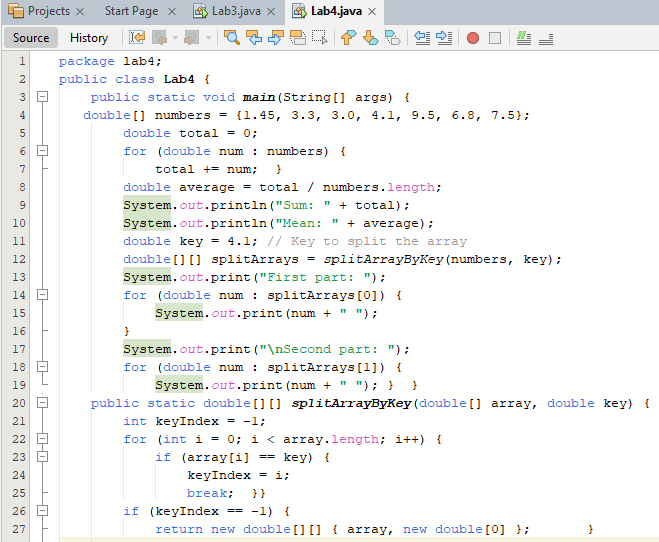 Projects × Start Page × Lab3.java × Lab4.java ×
Source History
1 package lab4;
2 public class Lab4 {
3 public static void main(String[] args) {
4 double[] numbers = {1.45, 3.3, 3.0, 4.1, 9.5, 6.8, 7.5};
5 double total = 0;
6 for (double num : numbers) {
7 total += num; }
8 double average = total / numbers.length;
9 System.out.println("Sum: " + total);
10 System.out.println("Mean: " + average);
11 double key = 4.1; // Key to split the array
12 double[][] splitArrays = splitArrayByKey(numbers, key);
13 System.out.print("First part: ");
14 for (double num : splitArrays[0]) {
15 System.out.print(num + " ");
16 }
17 System.out.print("\nSecond part: ");
18 for (double num : splitArrays[1]) {
19 System.out.print(num + " "); } }
20 public static double[][] splitArrayByKey(double[] array, double key) {
21 int keyIndex = -1;
22 for (int i = 0; i < array.length; i++) {
23 if (array[i] == key) {
24 keyIndex = i;
25 break; }}
26 if (keyIndex == -1) {
27 return new double[][] { array, new double[0] }; }